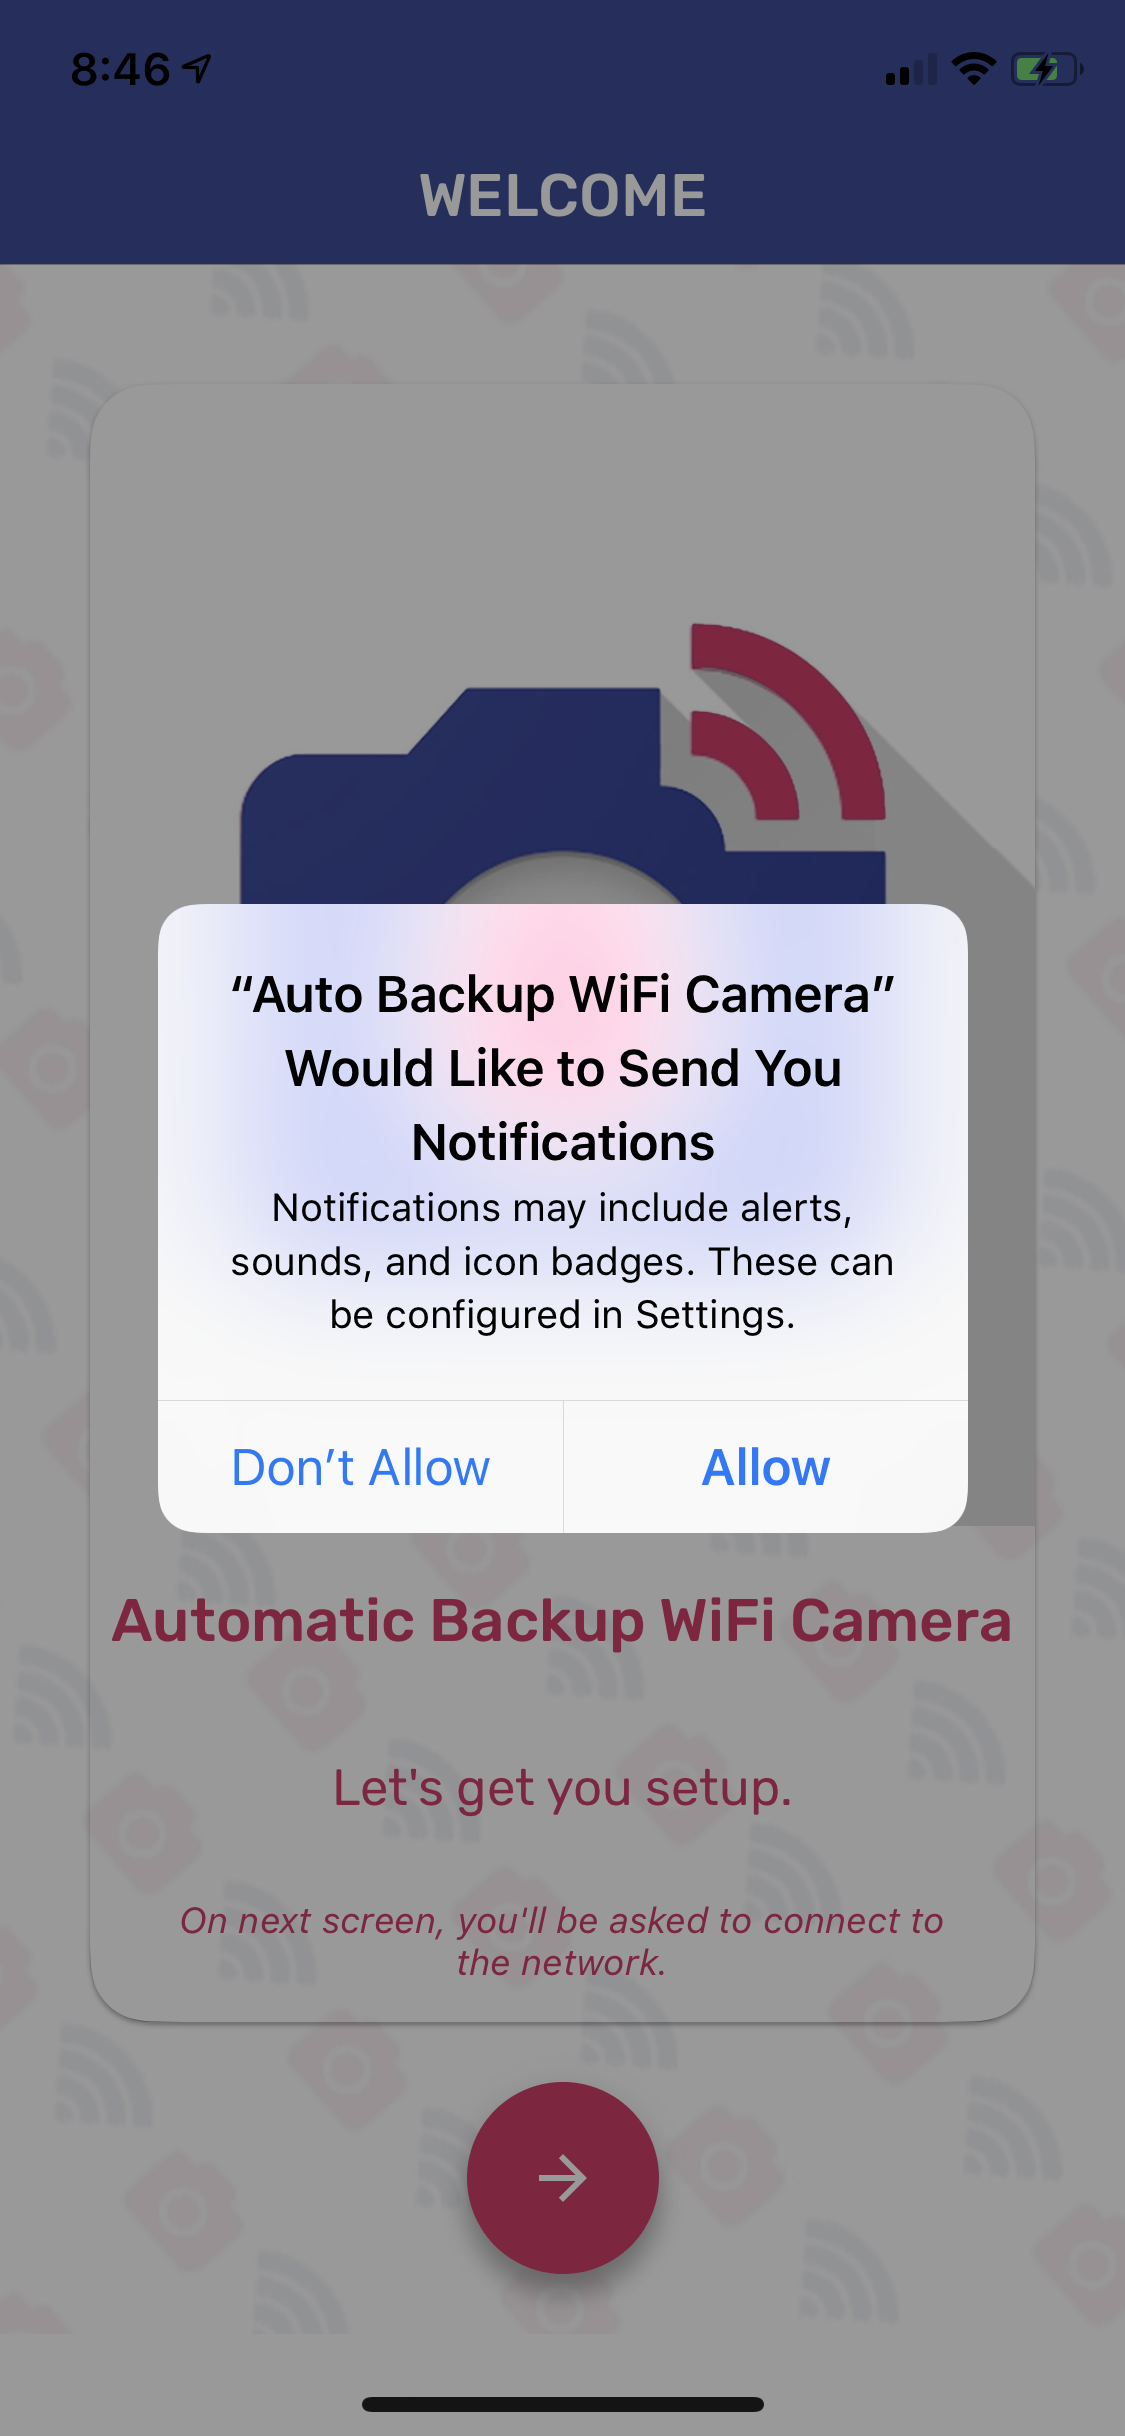 8:46
WELCOME
“Auto Backup WiFi Camera”
Would Like to Send You
Notifications
Notifications may include alerts,
sounds, and icon badges. These can
be configured in Settings.
Don’t Allow
Allow
Automatic Backup WiFi Camera
Let's get you setup.
On next screen, you'll be asked to connect to
the network.